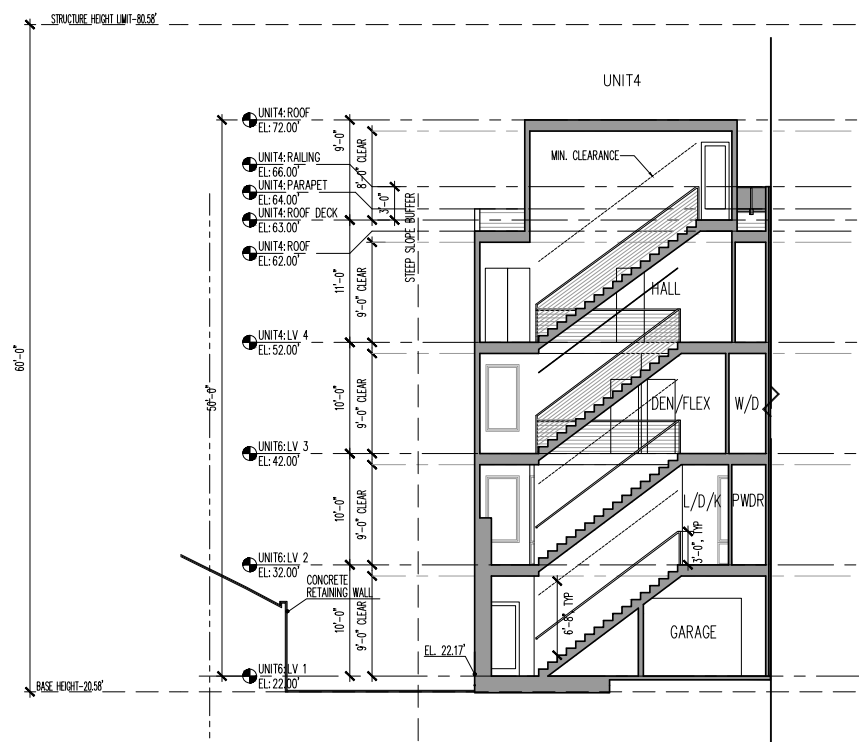 STRUCTURE HEIGHT LIMIT-80.58'
UNIT4
UNIT4: ROOF
EL: 72.00'
9'-0"
8'-0" CLEAR
MIN. CLEARANCE
UNIT4: RAILING
EL: 66.00'
UNIT4: PARAPET
EL: 64.00'
3'-0"
UNIT4: ROOF DECK
EL: 63.00'
UNIT4: ROOF
EL: 62.00'
STEEP SLOPE BUFFER
11'-0"
9'-0" CLEAR
HALL
UNIT4: LV 4
EL: 52.00'
60'-0"
50'-0"
10'-0"
9'-0" CLEAR
DEN/FLEX
W/D
UNIT6: LV 3
EL: 42.00'
10'-0"
9'-0" CLEAR
L/D/K
PWDR
3'-0", TYP
UNIT6: LV 2
EL: 32.00'
CONCRETE
RETAINING WALL
10'-0"
9'-0" CLEAR
6'-8", TYP
GARAGE
EL. 22.17'
UNIT6: LV 1
EL: 22.00'
BASE HEIGHT-20.58'